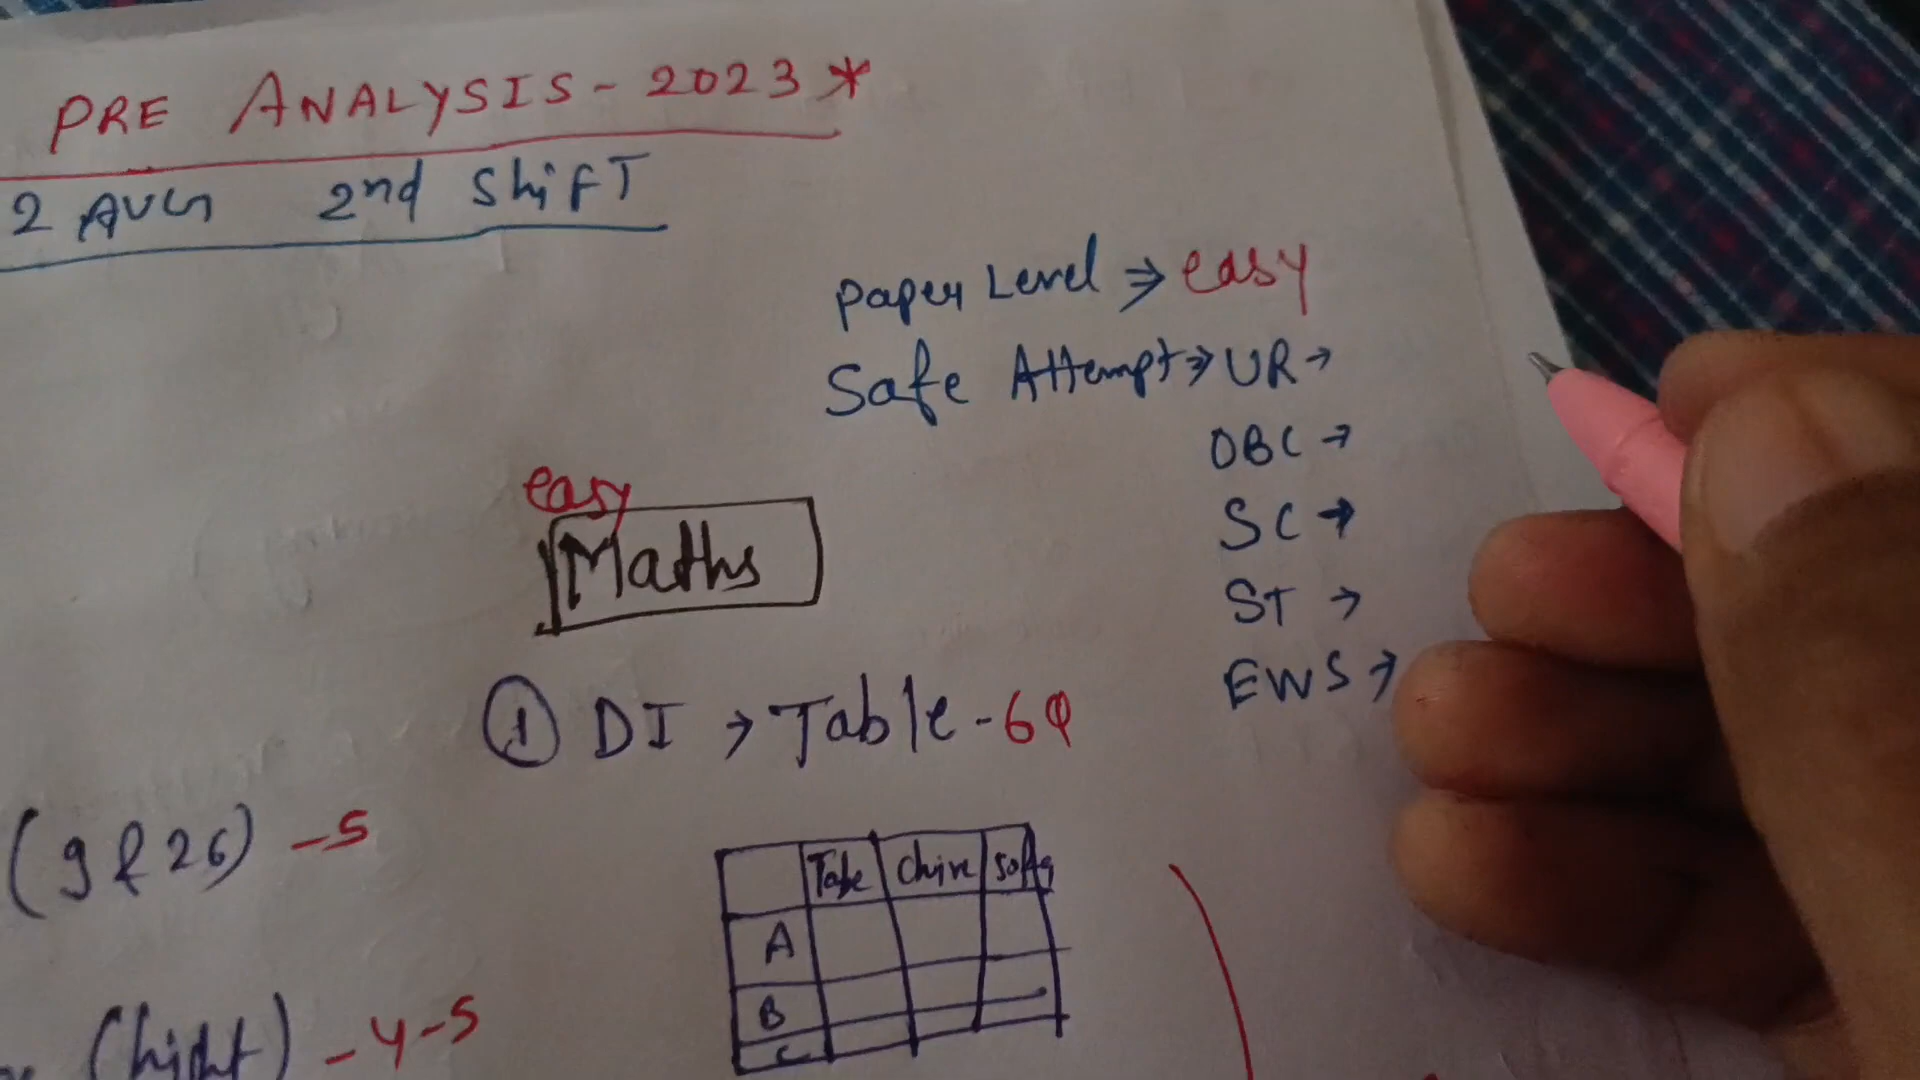 PRE ANALYSIS - 2023 *
2 AUG 2nd ShiFT
Paper Level ⇒ easy
Safe Attempt ⇒ UR →
OBC →
SC →
ST →
EWS →
easy
Maths
① DI → Table - 6Q
(9 & 26) - 5
Table Chire Sofa
A
B
C
(hight) - 4-5